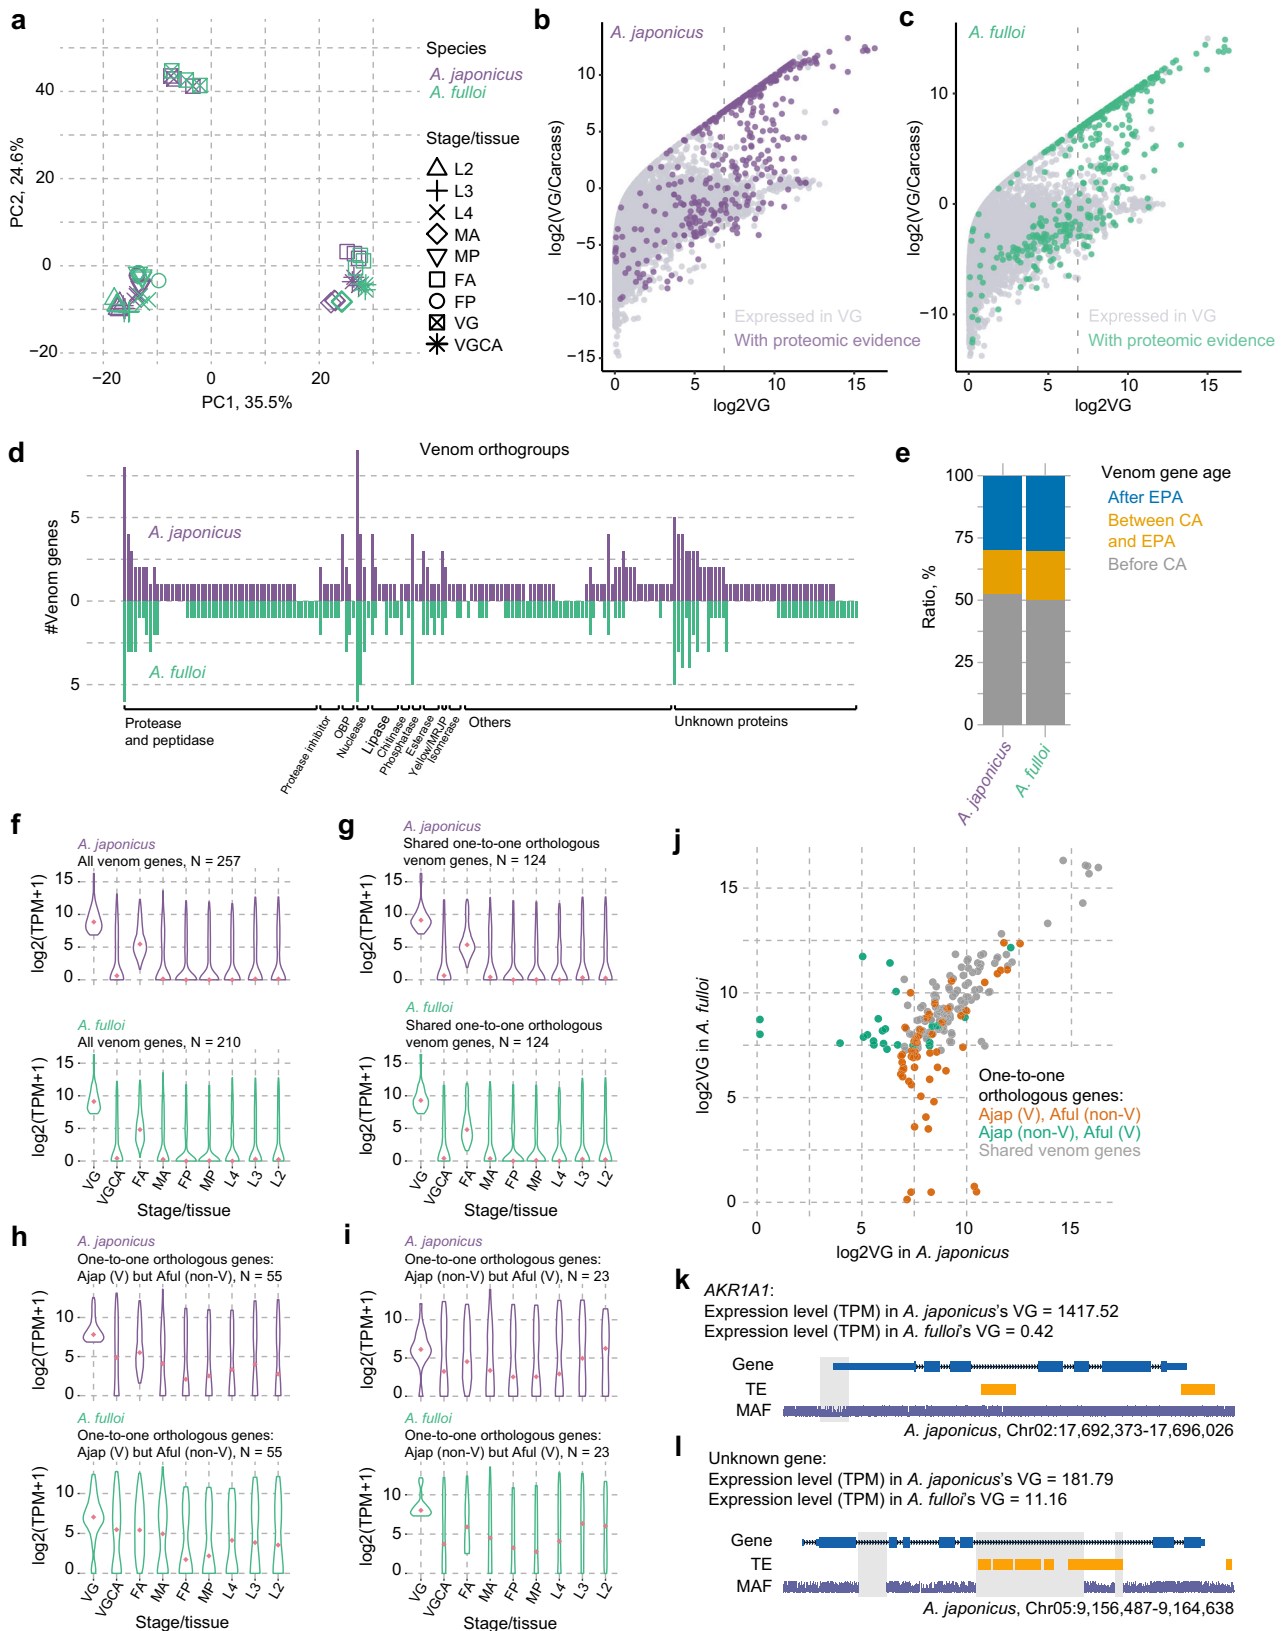 a
Species
A. japonicus
A. fulloi
Stage/tissue
L2
L3
L4
MA
MP
FA
FP
VG
VGCA
PC2, 24.6%
40
20
0
−20
−20
0
20
PC1, 35.5%
b
A. japonicus
log2(VG/Carcass)
10
5
0
−5
−10
−15
Expressed in VG
With proteomic evidence
0
5
10
15
log2VG
c
A. fulloi
log2(VG/Carcass)
10
0
−10
Expressed in VG
With proteomic evidence
0
5
10
15
log2VG
d
Venom orthogroups
#Venom genes
5
0
5
A. japonicus
A. fulloi
Protease
and peptidase
Protease inhibitor
OBP
Nuclease
Lipase
Chitinase
Phosphatase
Esterase
Yellow/MRJP
Isomerase
Others
Unknown proteins
e
Ratio, %
100
75
50
25
0
A. japonicus
A. fulloi
Venom gene age
After EPA
Between CA
and EPA
Before CA
f
A. japonicus
All venom genes, N = 257
log2(TPM+1)
15
10
5
0
A. fulloi
All venom genes, N = 210
log2(TPM+1)
15
10
5
0
VG
VGCA
FA
MA
FP
MP
L4
L3
L2
Stage/tissue
g
A. japonicus
Shared one-to-one orthologous
venom genes, N = 124
log2(TPM+1)
15
10
5
0
A. fulloi
Shared one-to-one orthologous
venom genes, N = 124
log2(TPM+1)
15
10
5
0
VG
VGCA
FA
MA
FP
MP
L4
L3
L2
Stage/tissue
h
A. japonicus
One-to-one orthologous genes:
Ajap (V) but Aful (non-V), N = 55
log2(TPM+1)
10
5
0
A. fulloi
One-to-one orthologous genes:
Ajap (V) but Aful (non-V), N = 55
log2(TPM+1)
10
5
0
VG
VGCA
FA
MA
FP
MP
L4
L3
L2
Stage/tissue
i
A. japonicus
One-to-one orthologous genes:
Ajap (non-V) but Aful (V), N = 23
log2(TPM+1)
10
5
0
A. fulloi
One-to-one orthologous genes:
Ajap (non-V) but Aful (V), N = 23
log2(TPM+1)
10
5
0
VG
VGCA
FA
MA
FP
MP
L4
L3
L2
Stage/tissue
j
log2VG in A. fulloi
15
10
5
0
One-to-one
orthologous genes:
Ajap (V), Aful (non-V)
Ajap (non-V), Aful (V)
Shared venom genes
0
5
10
15
log2VG in A. japonicus
k
AKR1A1:
Expression level (TPM) in A. japonicus's VG = 1417.52
Expression level (TPM) in A. fulloi's VG = 0.42
Gene
TE
MAF
A. japonicus, Chr02:17,692,373-17,696,026
l
Unknown gene:
Expression level (TPM) in A. japonicus's VG = 181.79
Expression level (TPM) in A. fulloi's VG = 11.16
Gene
TE
MAF
A. japonicus, Chr05:9,156,487-9,164,638